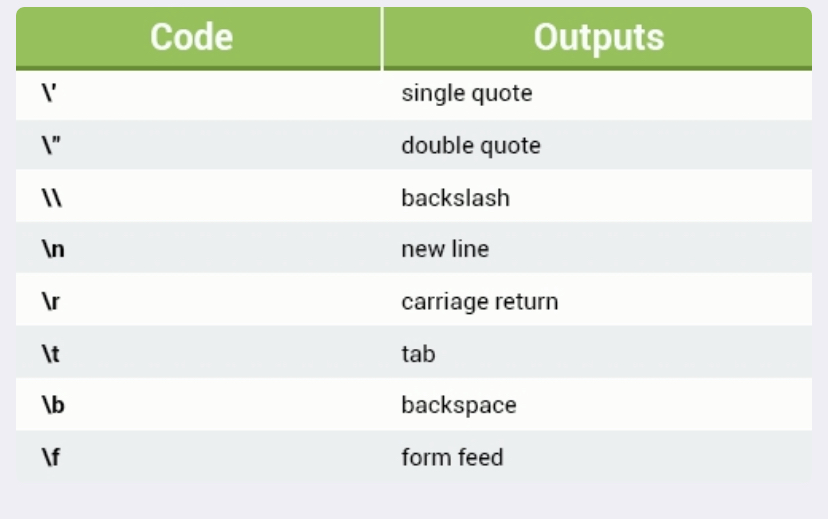 Code Outputs
\' single quote
\" double quote
\\ backslash
\n new line
\r carriage return
\t tab
\b backspace
\f form feed